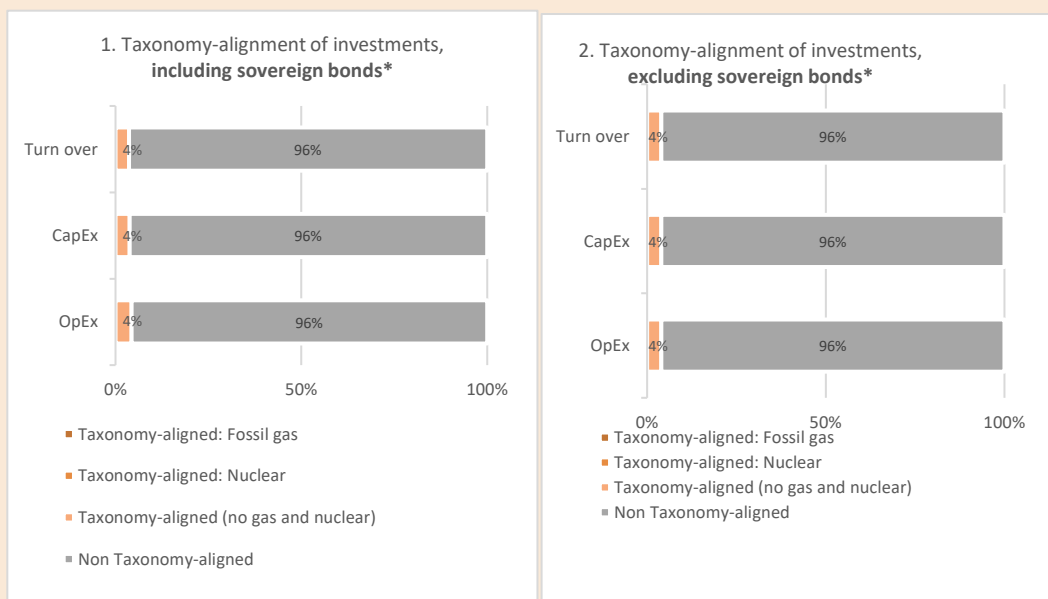 1. Taxonomy-alignment of investments,
including sovereign bonds*
Turn over
4%
96%
CapEx
4%
96%
OpEx
4%
96%
0%
50%
100%
Taxonomy-aligned: Fossil gas
Taxonomy-aligned: Nuclear
Taxonomy-aligned (no gas and nuclear)
Non Taxonomy-aligned
2. Taxonomy-alignment of investments,
excluding sovereign bonds*
Turn over
4%
96%
CapEx
4%
96%
OpEx
4%
96%
0%
50%
100%
Taxonomy-aligned: Fossil gas
Taxonomy-aligned: Nuclear
Taxonomy-aligned (no gas and nuclear)
Non Taxonomy-aligned